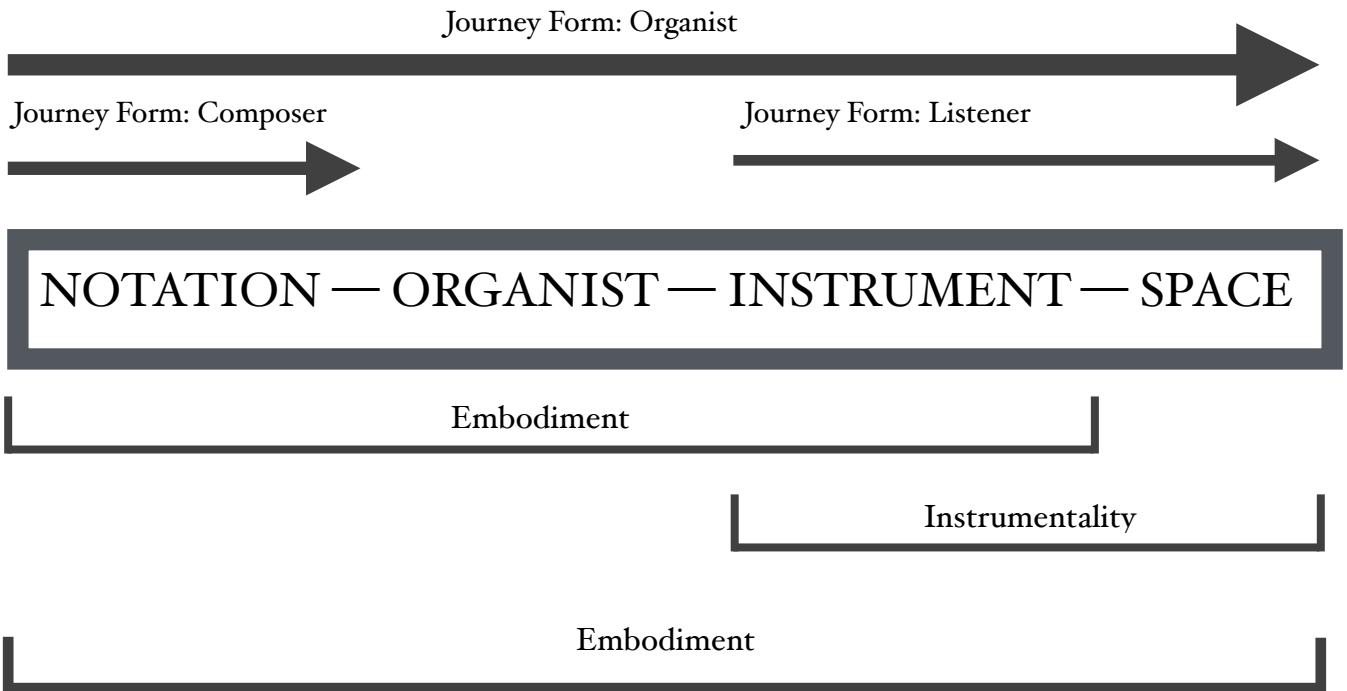 Journey Form: Organist
Journey Form: Composer
Journey Form: Listener
NOTATION — ORGANIST — INSTRUMENT — SPACE
Embodiment
Instrumentality
Embodiment